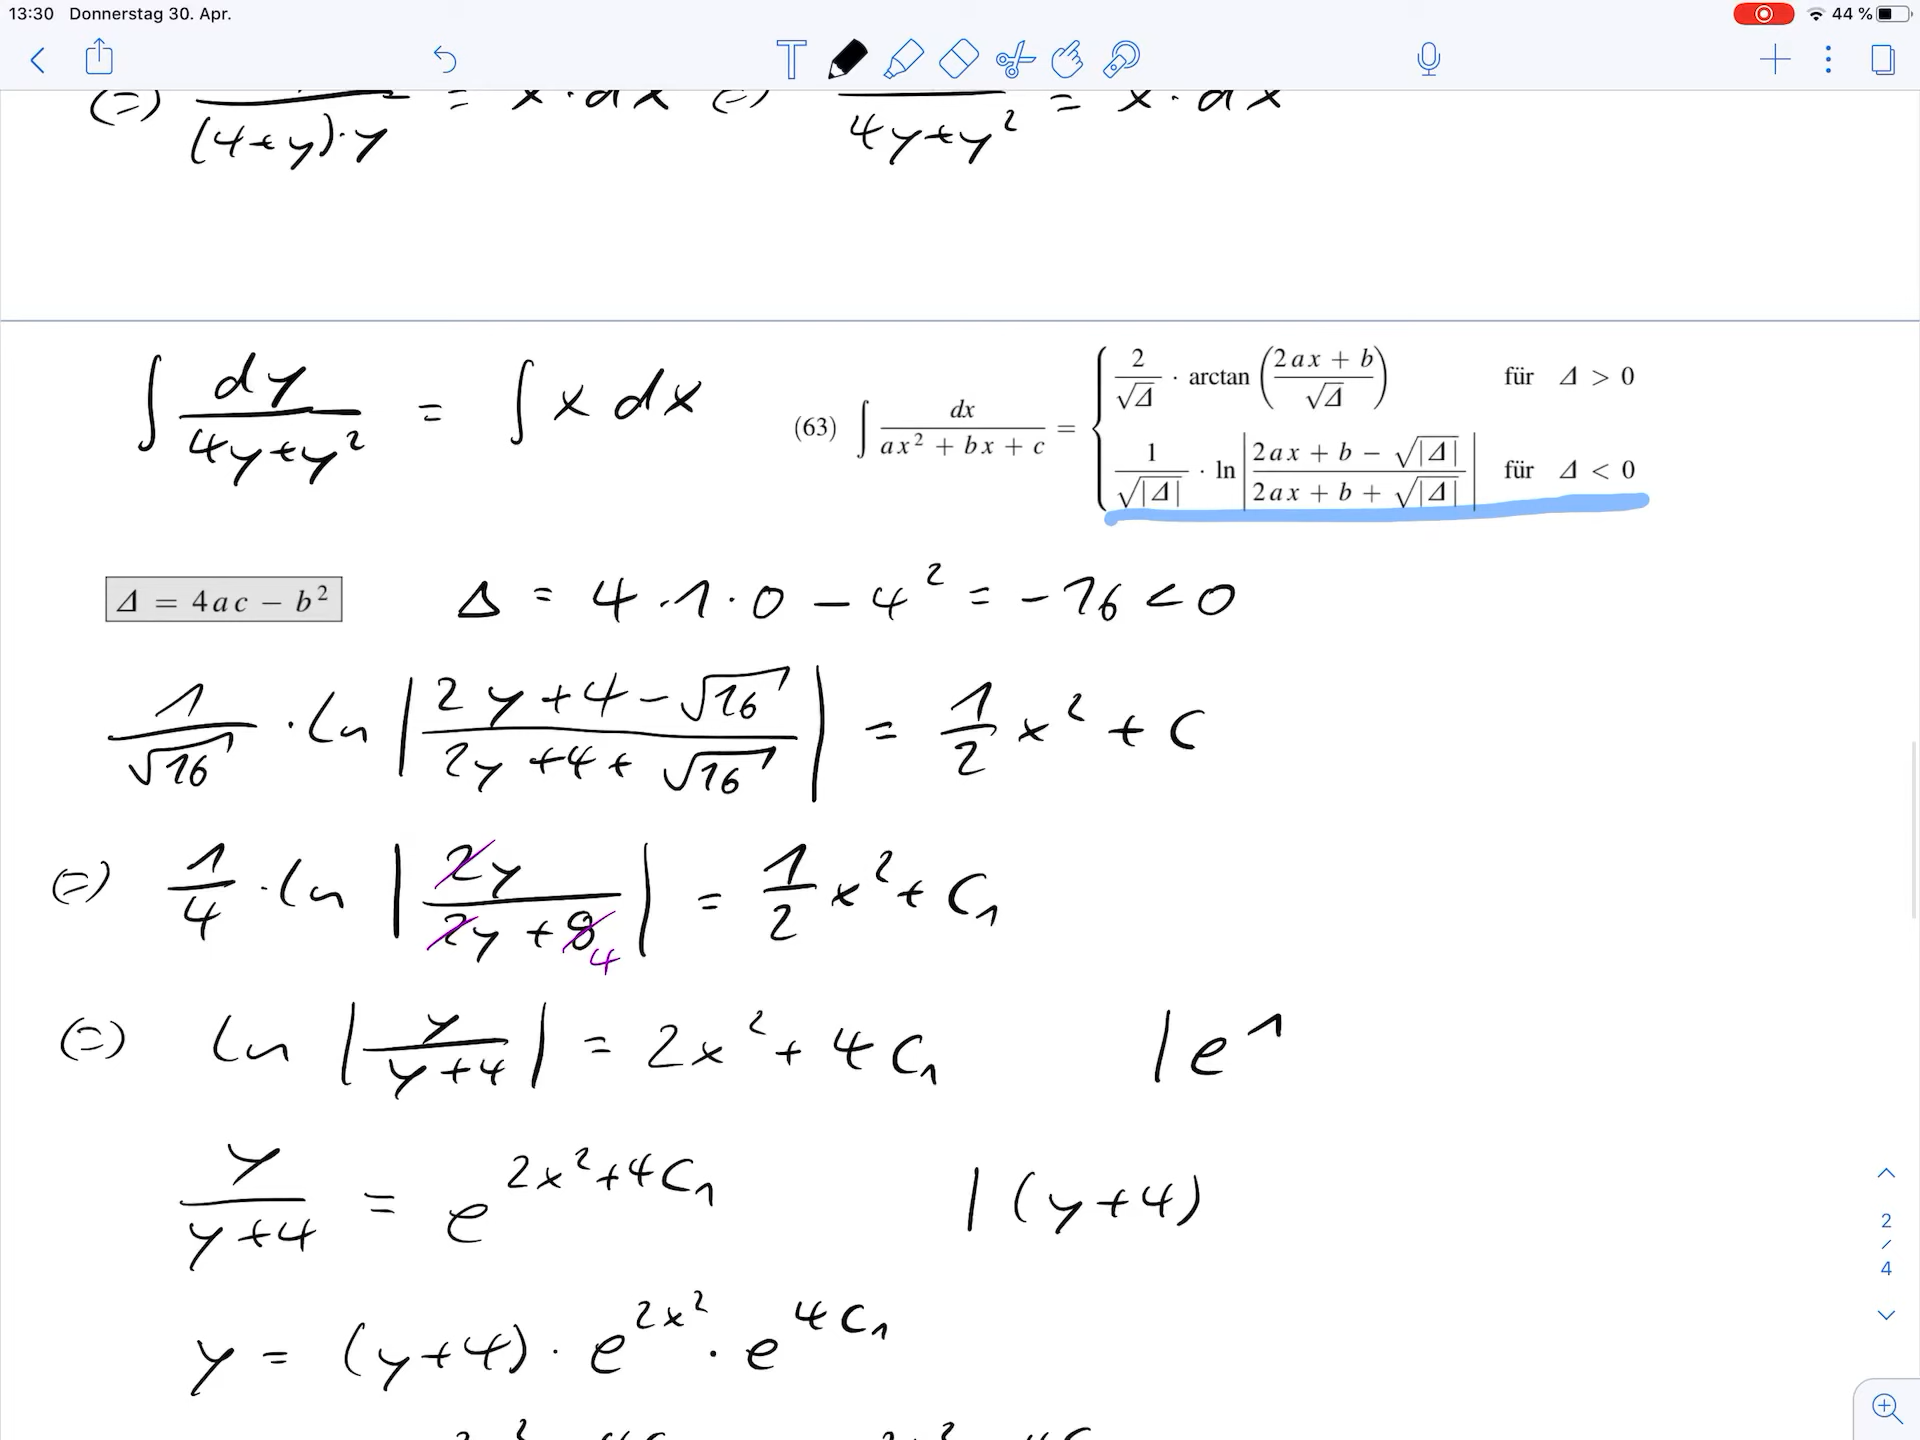 13:30 Donnerstag 30. Apr. 44 %
(=) (4+y)·y = x·dx (=) 4y+y² = x·dx
∫ dy/(4y+y²) = ∫ x dx
(63) ∫ dx/(ax² + bx + c) = { 2/√Δ · arctan((2ax + b)/√Δ) für Δ > 0
1/√|Δ| · ln |(2ax + b − √|Δ|)/(2ax + b + √|Δ|)| für Δ < 0
Δ = 4ac − b² Δ = 4·1·0 − 4² = −16 < 0
1/√16 · ln |(2y+4−√16)/(2y+4+√16)| = 1/2 x² + C
(=) 1/4 · ln |2y/(2y+8)| = 1/2 x² + C₁
4
(=) ln |y/(y+4)| = 2x² + 4C₁ | e^
y/(y+4) = e^(2x²+4C₁) | (y+4)
y = (y+4) · e^(2x²) · e^(4C₁)
2
/
4